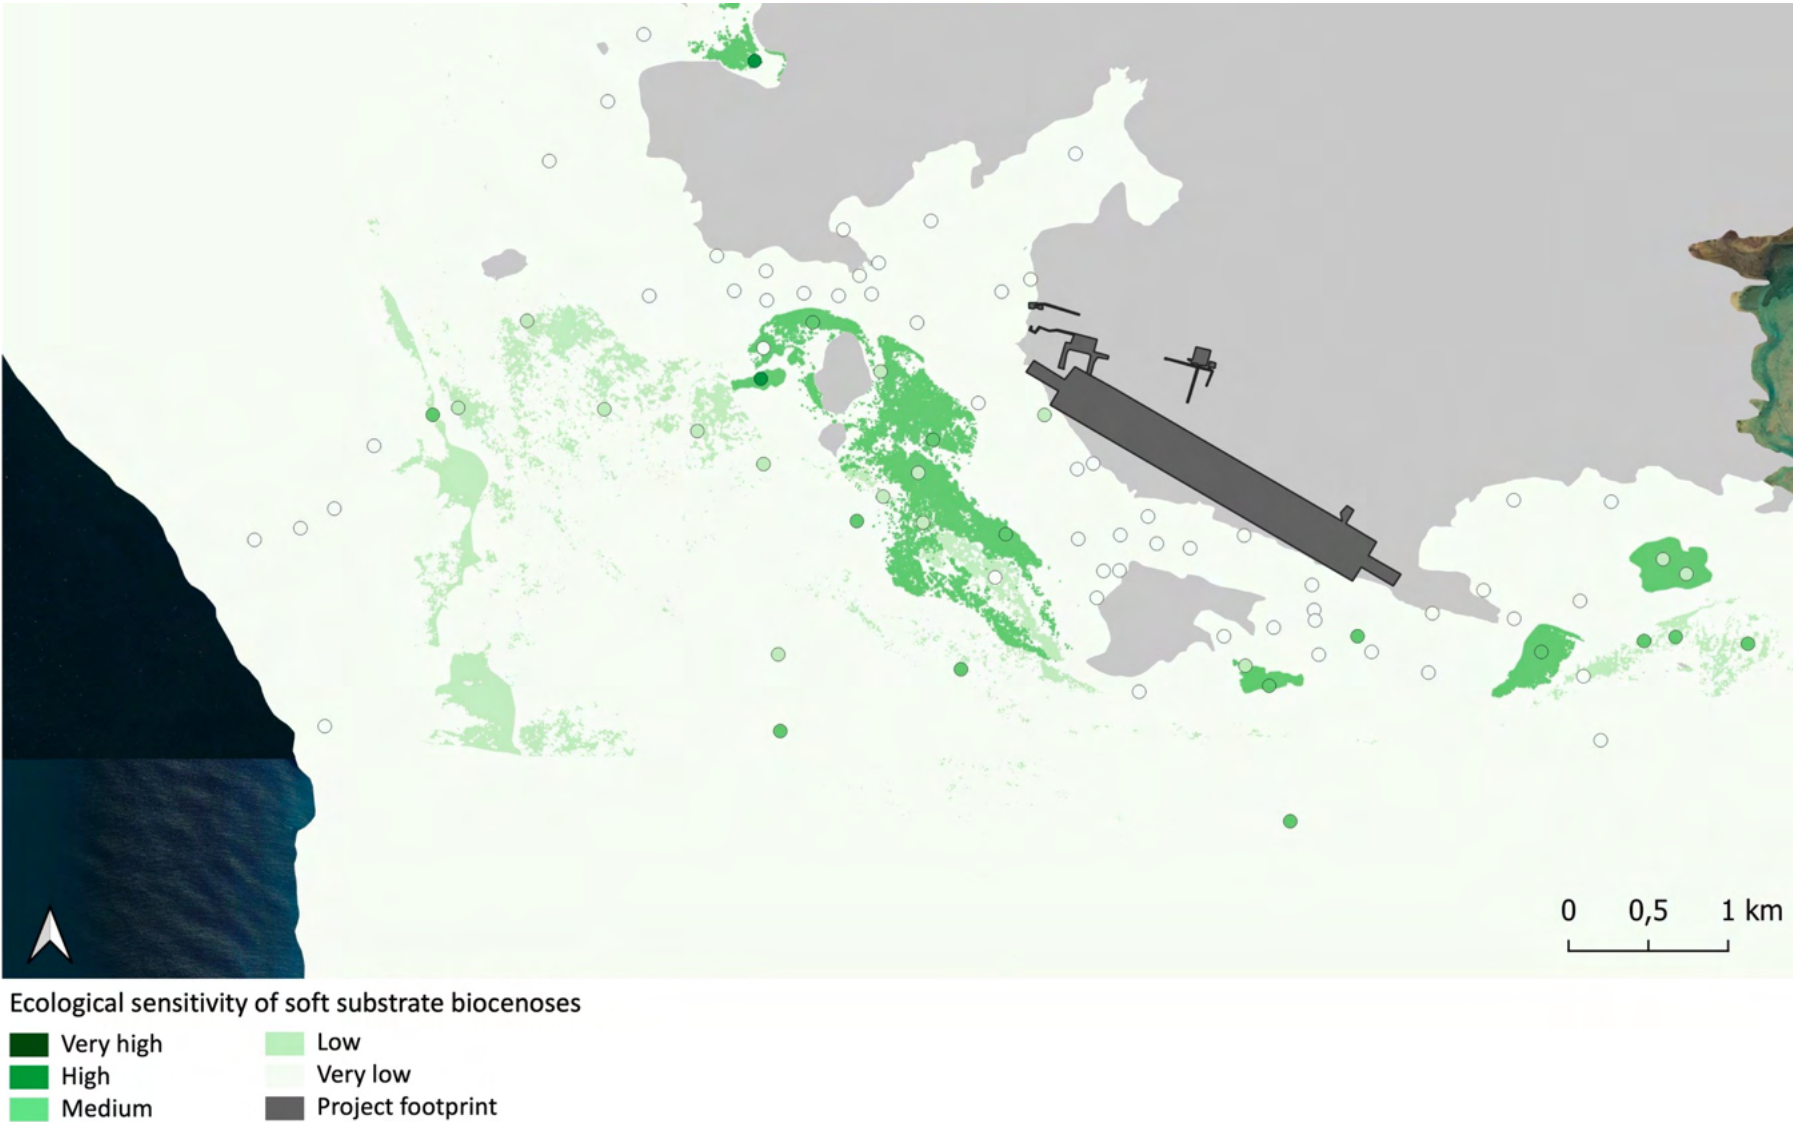 0 0,5 1 km
Ecological sensitivity of soft substrate biocenoses
Very high
High
Medium
Low
Very low
Project footprint